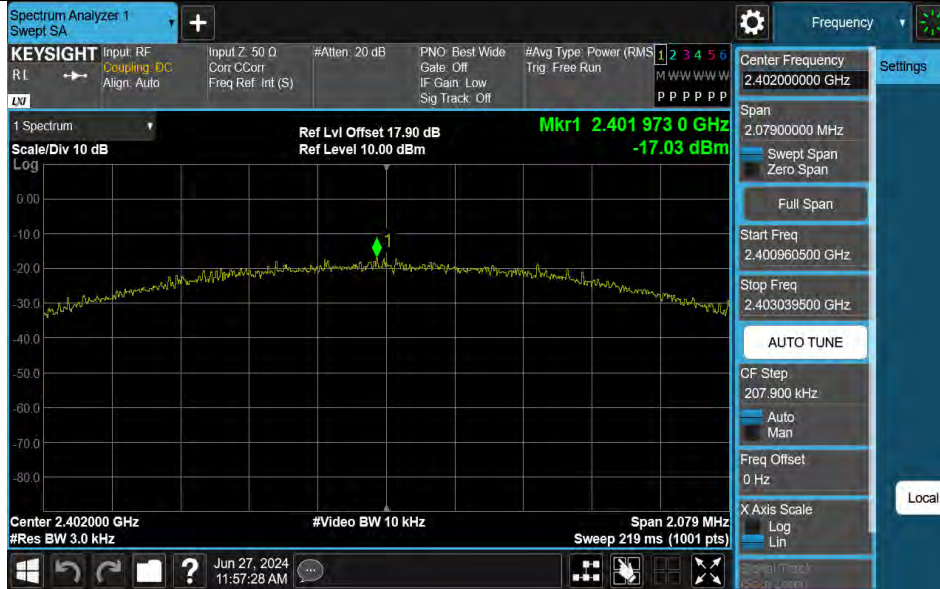 Spectrum Analyzer 1
Swept SA
Frequency
KEYSIGHT
RL
LXI
Input: RF
Coupling: DC
Align: Auto
Input Z: 50 Ω
Corr CCorr
Freq Ref: Int (S)
#Atten: 20 dB
PNO: Best Wide
Gate: Off
IF Gain: Low
Sig Track: Off
#Avg Type: Power (RMS
Trig: Free Run
1 2 3 4 5 6
M W W W W W
P P P P P P
1 Spectrum
Scale/Div 10 dB
Ref Lvl Offset 17.90 dB
Ref Level 10.00 dBm
Mkr1 2.401 973 0 GHz
-17.03 dBm
Log
0.00
-10.0
1
-20.0
-30.0
-40.0
-50.0
-60.0
-70.0
-80.0
Center 2.402000 GHz
#Res BW 3.0 kHz
#Video BW 10 kHz
Span 2.079 MHz
Sweep 219 ms (1001 pts)
Jun 27, 2024
11:57:28 AM
Center Frequency
2.402000000 GHz
Settings
Span
2.07900000 MHz
Swept Span
Zero Span
Full Span
Start Freq
2.400960500 GHz
Stop Freq
2.403039500 GHz
AUTO TUNE
CF Step
207.900 kHz
Auto
Man
Freq Offset
0 Hz
Local
X Axis Scale
Log
Lin
Signal Track
(Span Zoom)